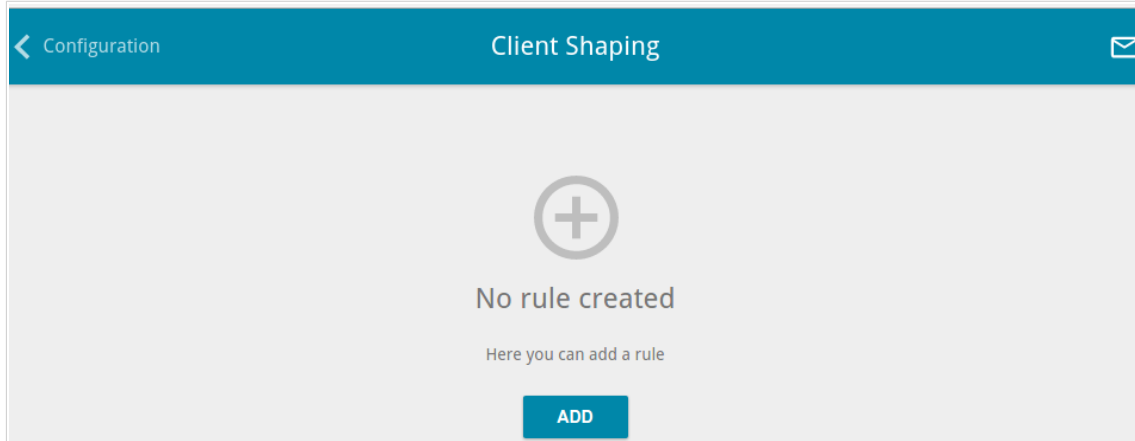 Configuration
Client Shaping
No rule created
Here you can add a rule
ADD